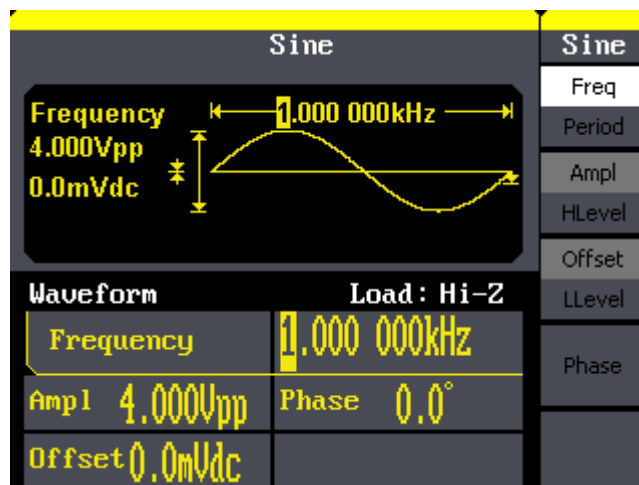 Sine
Frequency 1.000 000kHz
4.000Vpp
0.0mVdc
Waveform Load: Hi-Z
Frequency 1.000 000kHz
Ampl 4.000Vpp Phase 0.0°
Offset 0.0mVdc
Sine
Freq
Period
Ampl
HLevel
Offset
LLevel
Phase